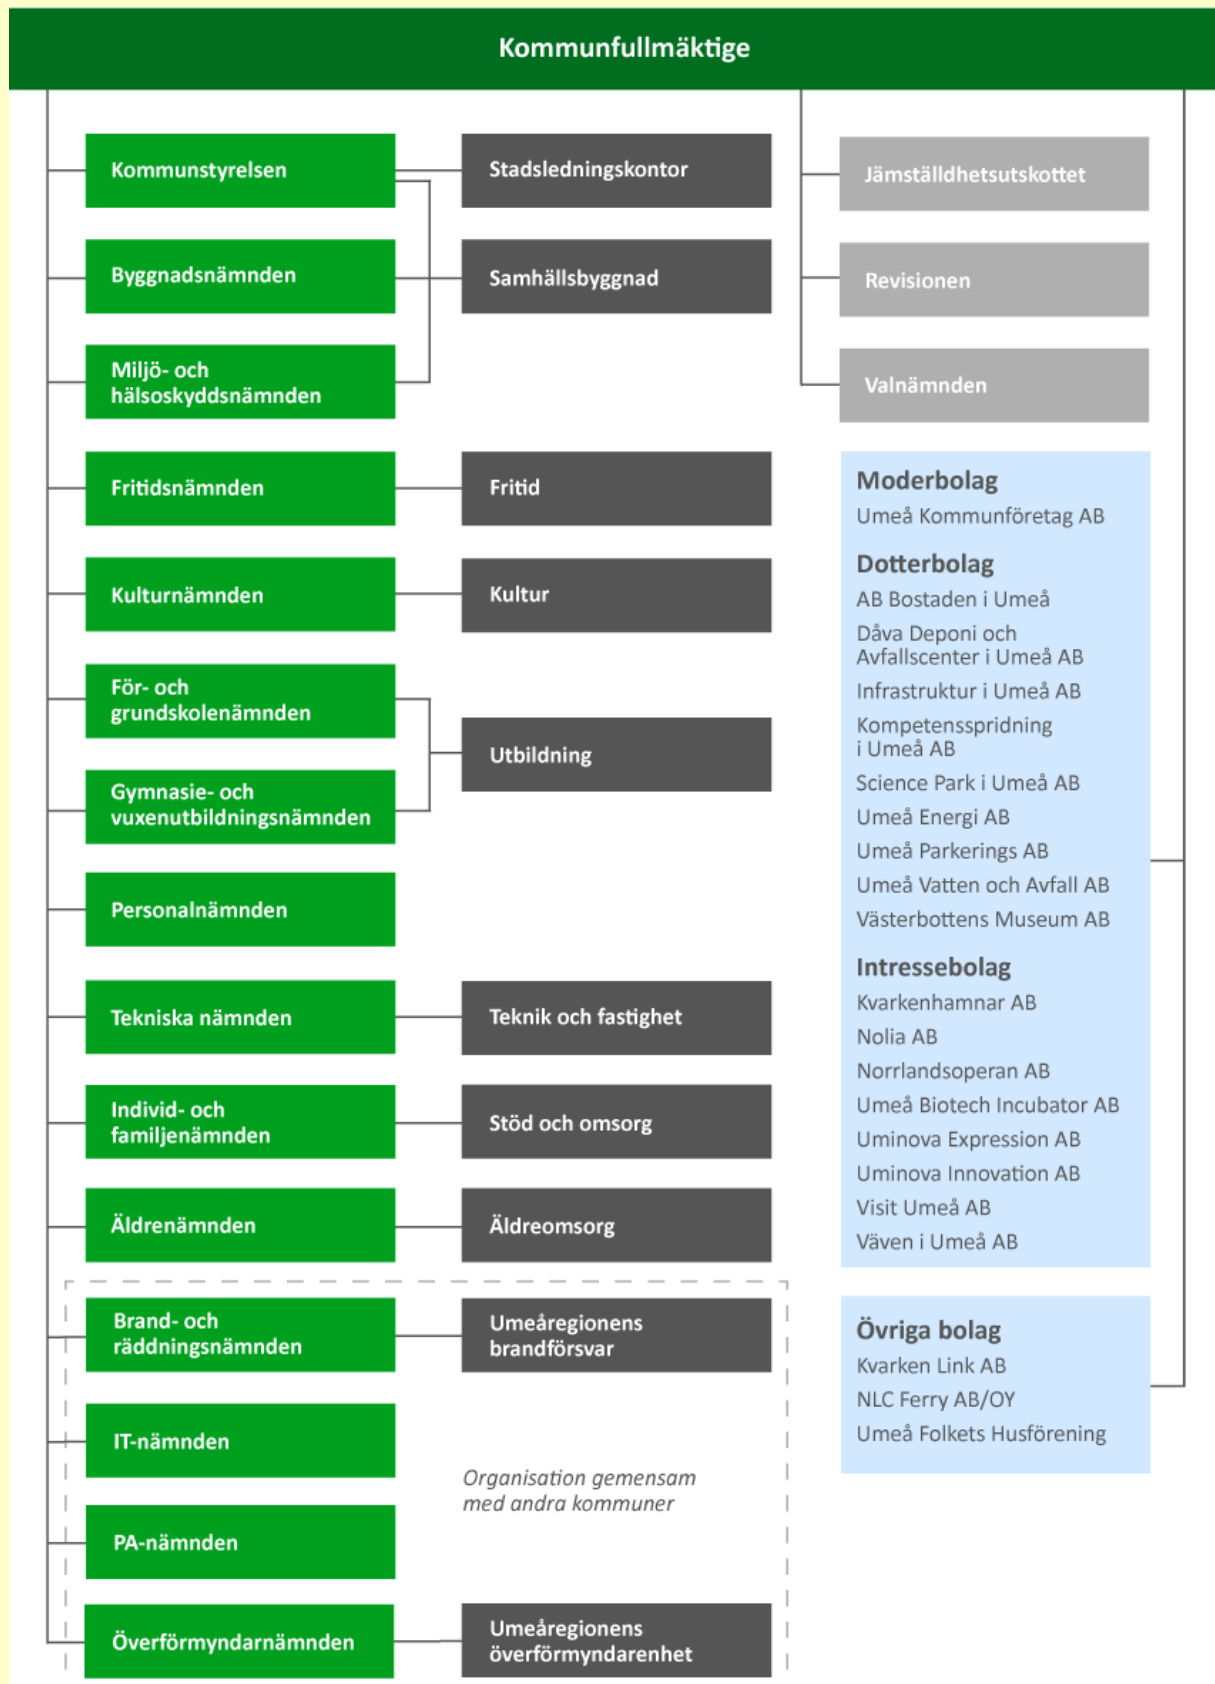 Kommunfullmäktige
Kommunstyrelsen
Stadsledningskontor
Byggnadsnämnden
Samhällsbyggnad
Miljö- och
hälsoskyddsnämnden
Fritidsnämnden
Fritid
Kulturnämnden
Kultur
För- och
grundskolenämnden
Gymnasie- och
vuxenutbildningsnämnden
Utbildning
Personalnämnden
Tekniska nämnden
Teknik och fastighet
Individ- och
familjenämnden
Stöd och omsorg
Äldrenämnden
Äldreomsorg
Brand- och
räddningsnämnden
Umeåregionens
brandförsvar
IT-nämnden
Organisation gemensam
med andra kommuner
PA-nämnden
Överförmyndarnämnden
Umeåregionens
överförmyndarenhet
Jämställdhetsutskottet
Revisionen
Valnämnden
Moderbolag
Umeå Kommunföretag AB
Dotterbolag
AB Bostaden i Umeå
Dåva Deponi och
Avfallscenter i Umeå AB
Infrastruktur i Umeå AB
Kompetensspridning
i Umeå AB
Science Park i Umeå AB
Umeå Energi AB
Umeå Parkerings AB
Umeå Vatten och Avfall AB
Västerbottens Museum AB
Intressebolag
Kvarkenhamnar AB
Nolia AB
Norrlandsoperan AB
Umeå Biotech Incubator AB
Uminova Expression AB
Uminova Innovation AB
Visit Umeå AB
Väven i Umeå AB
Övriga bolag
Kvarken Link AB
NLC Ferry AB/OY
Umeå Folkets Husförening